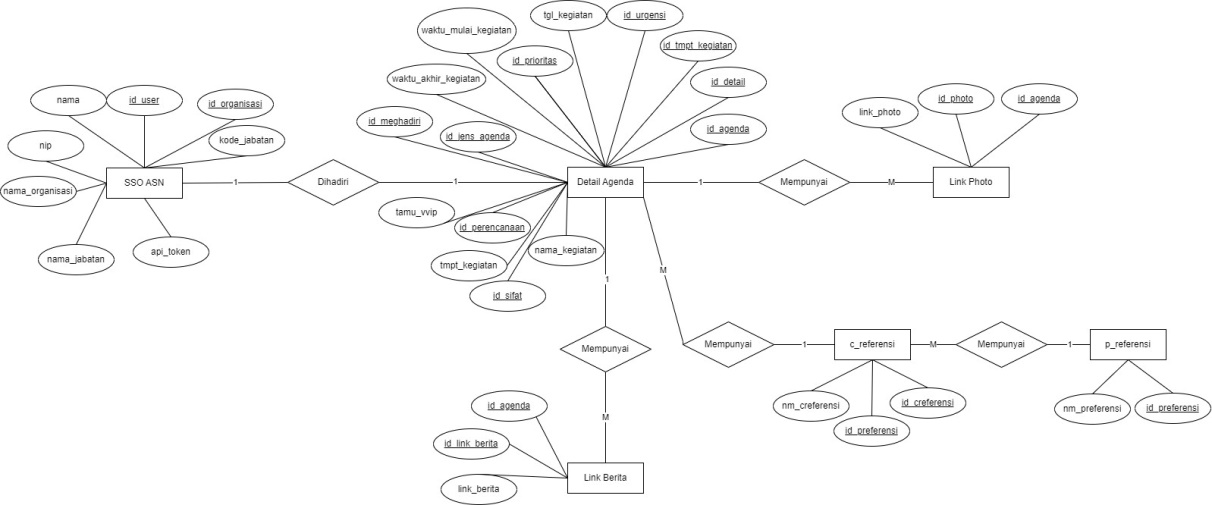 tgl_kegiatan
id_urgensi
waktu_mulai_kegiatan
id_tmpt_kegiatan
id_prioritas
waktu_akhir_kegiatan
id_detail
nama
id_user
id_organisasi
link_photo
id_photo
id_agenda
id_meghadiri
id_jens_agenda
id_agenda
nip
kode_jabatan
SSO ASN
1
Dihadiri
1
Detail Agenda
1
Mempunyai
M
Link Photo
nama_organisasi
tamu_vvip
id_perencanaan
nama_jabatan
api_token
nama_kegiatan
tmpt_kegiatan
M
1
id_sifat
Mempunyai
Mempunyai
1
c_referensi
M
Mempunyai
1
p_referensi
nm_creferensi
id_creferensi
id_preferensi
nm_preferensi
id_preferensi
id_agenda
M
id_link_berita
link_berita
Link Berita